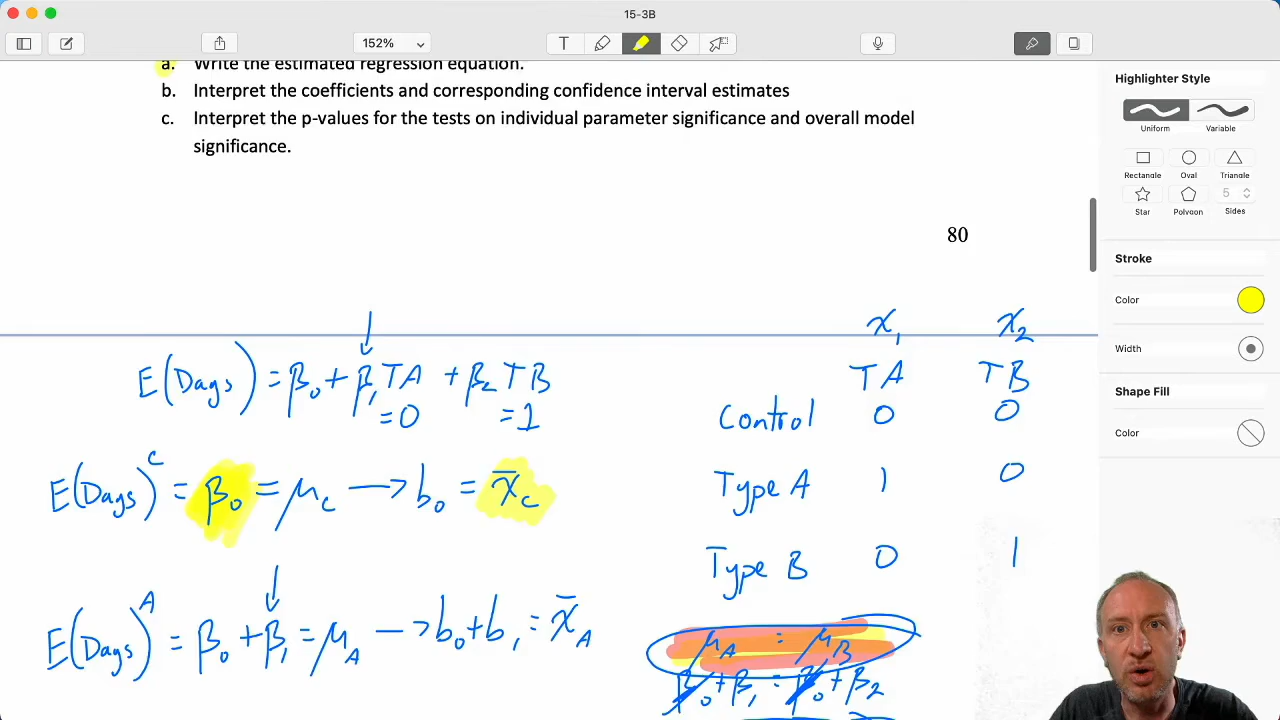 15-3B
152%
T
a. Write the estimated regression equation.
b. Interpret the coefficients and corresponding confidence interval estimates
c. Interpret the p-values for the tests on individual parameter significance and overall model
significance.
80
Highlighter Style
Uniform Variable
Rectangle Oval Triangle
Star Polygon 5 Sides
Stroke
Color
Width
Shape Fill
Color
x₁ x₂
E(Days) = β₀ + β₁TA + β₂TB
=0 =1
TA TB
Control 0 0
E(Days)ᶜ = β₀ = μc → b₀ = x̄c
Type A 1 0
Type B 0 1
E(Days)ᴬ = β₀ + β₁ = μA → b₀+b₁ = x̄A
μA = μB
β₀+β₁ = β₀+β₂